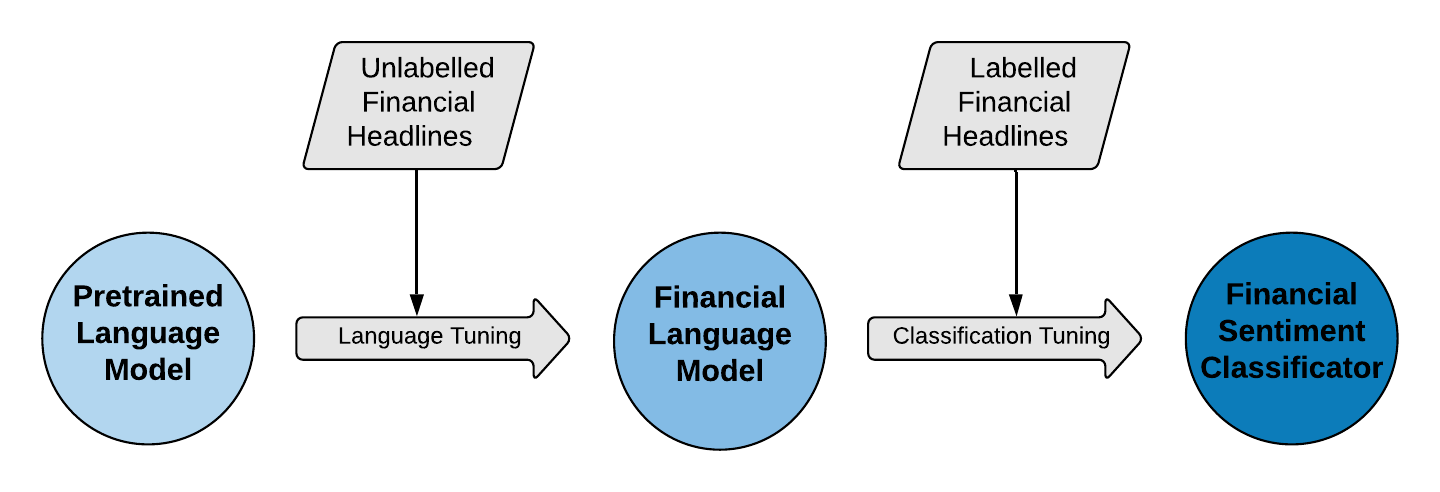 Unlabelled
Financial
Headlines
Labelled
Financial
Headlines
Pretrained
Language
Model
Language Tuning
Financial
Language
Model
Classification Tuning
Financial
Sentiment
Classificator